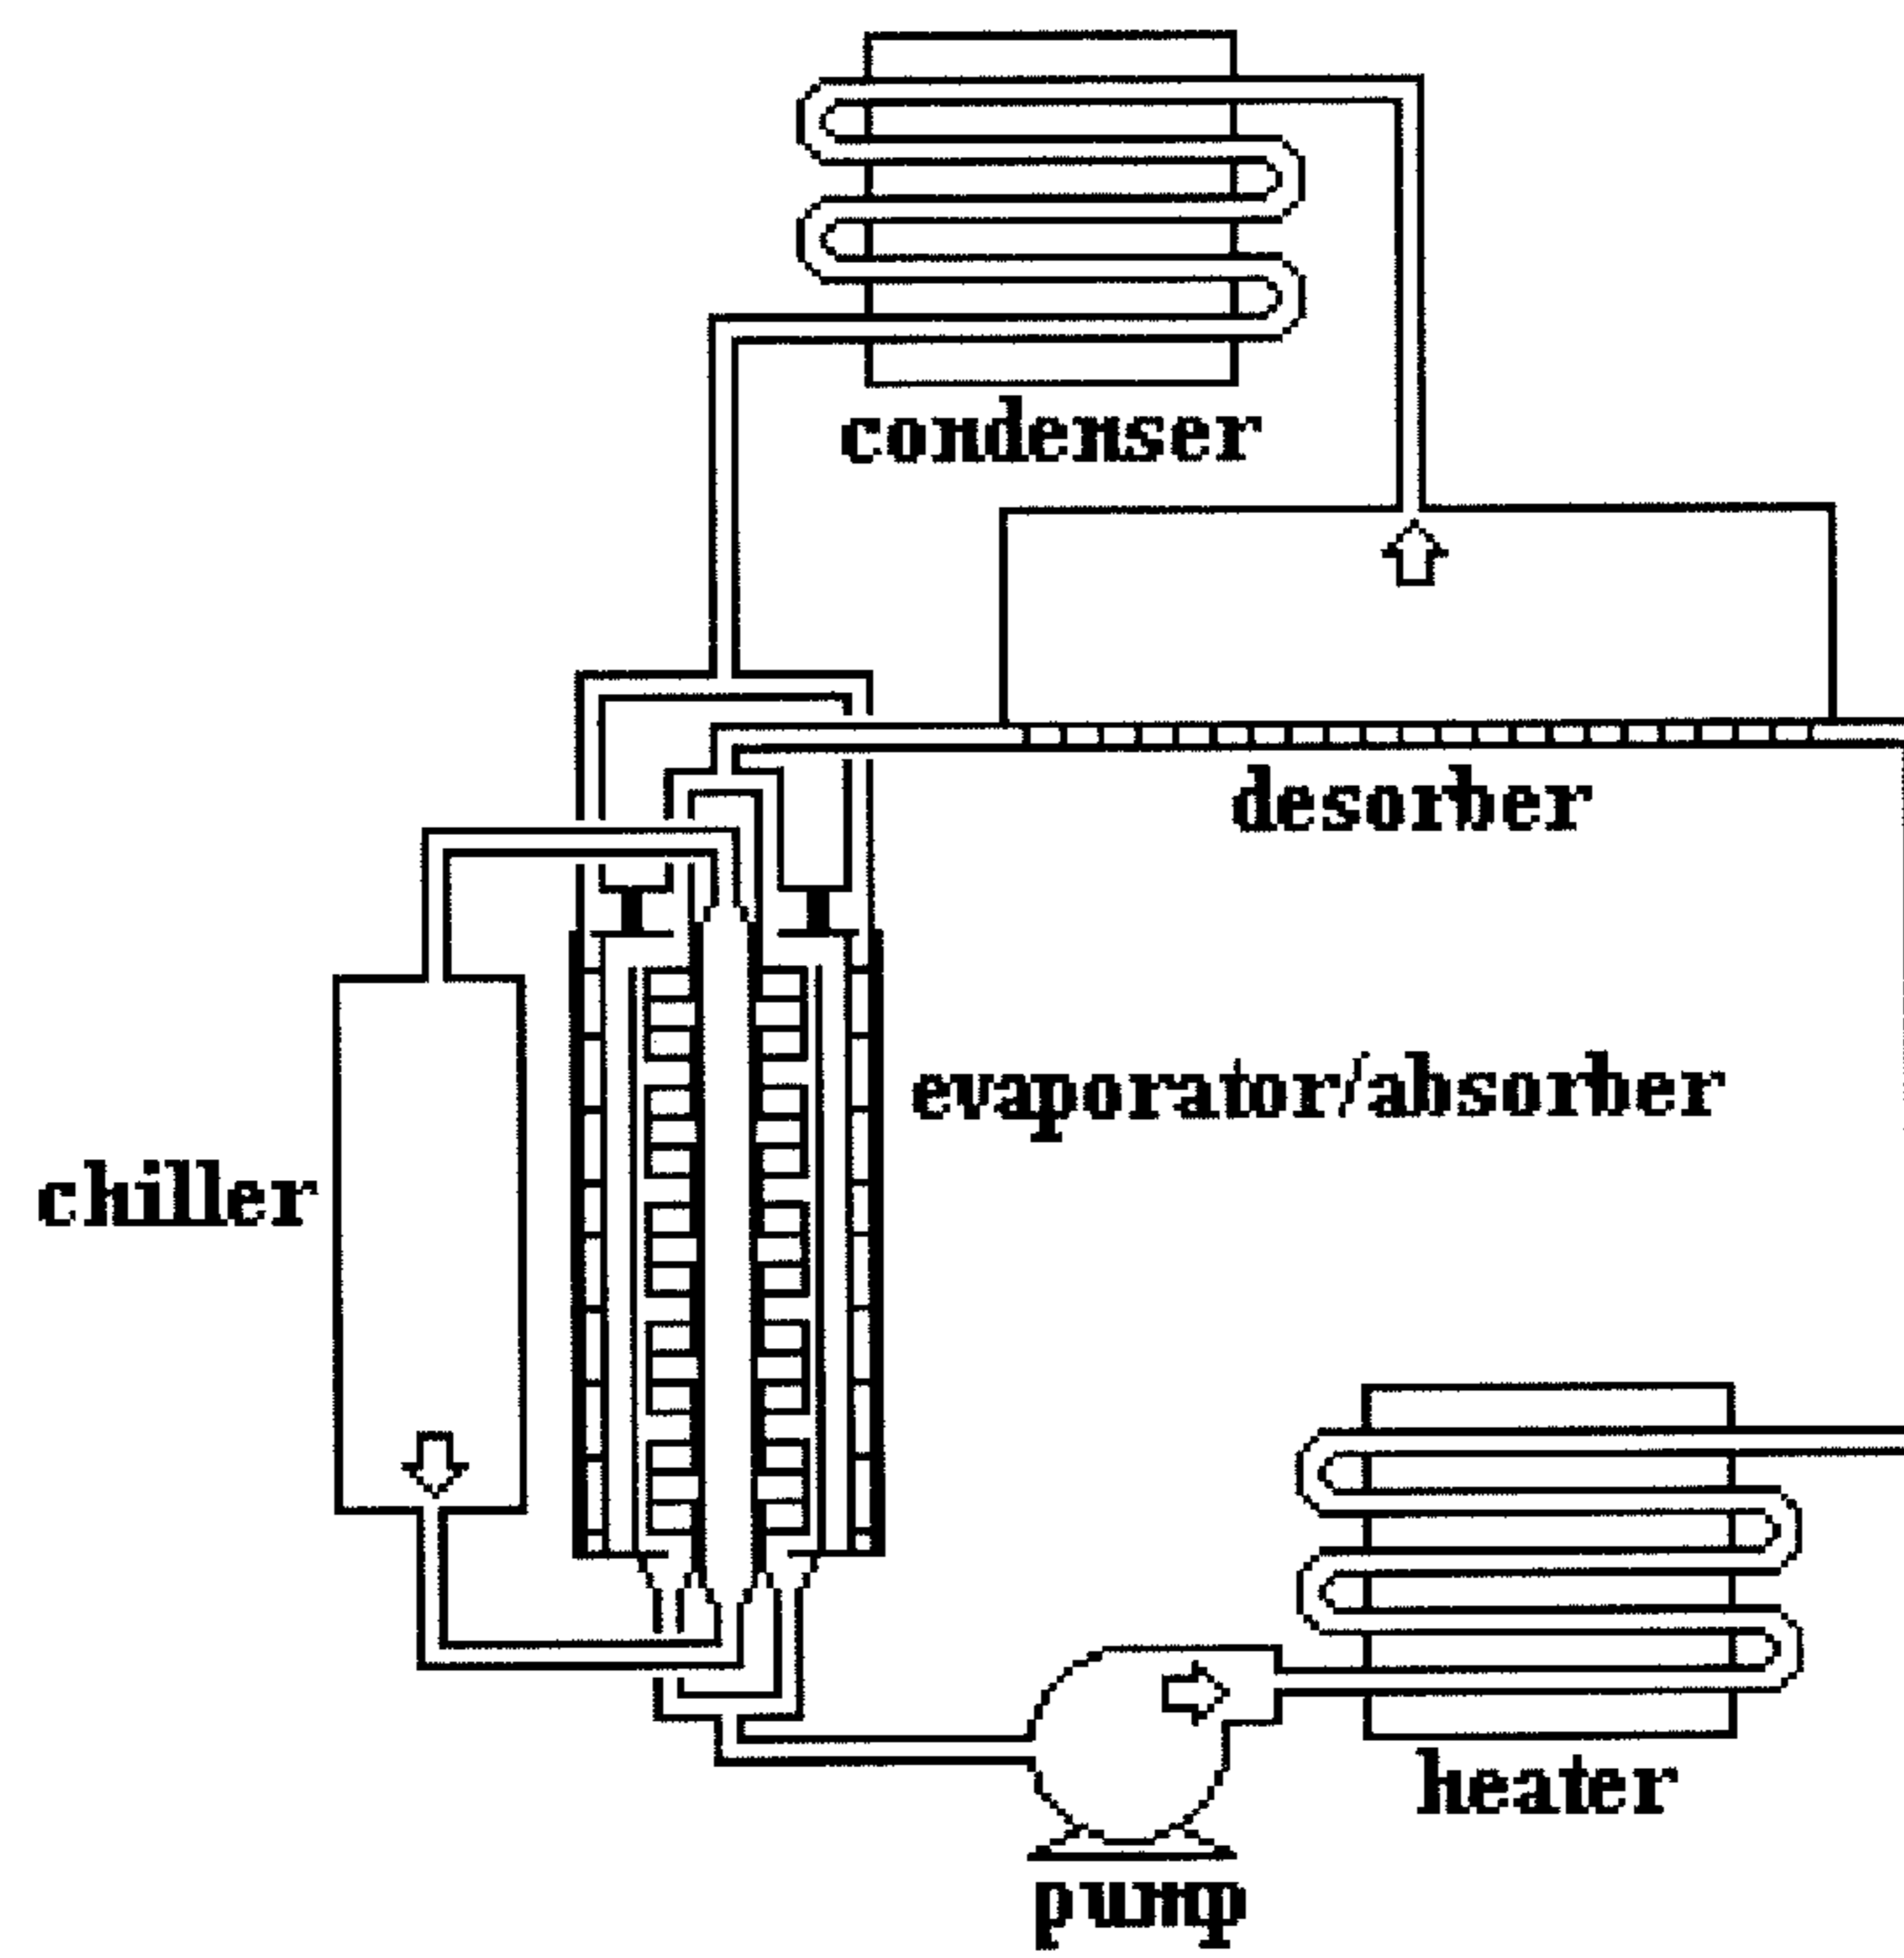 condenser
desorber
evaporator/absorber
chiller
heater
pump